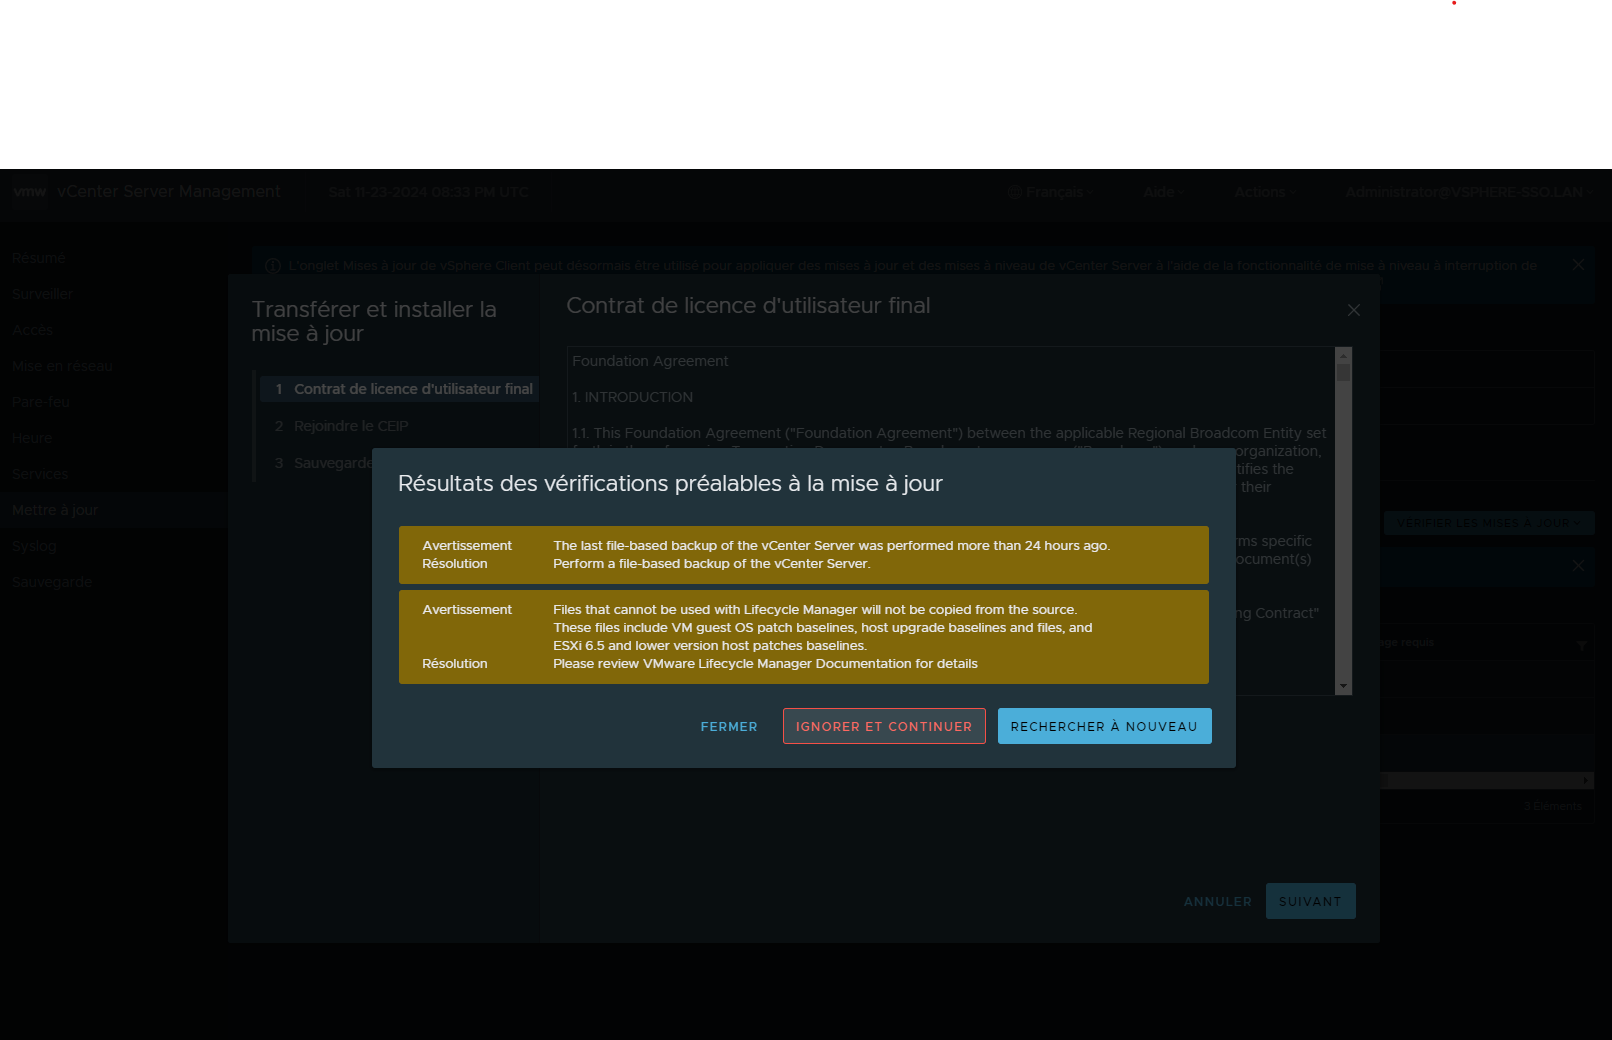 vmw vCenter Server Management Sat 11-23-2024 08:33 PM UTC Français Aide Actions Administrator@VSPHERE-SSO.LAN
Résumé
Surveiller
Accès
Mise en réseau
Pare-feu
Heure
Services
Mettre à jour
Syslog
Sauvegarde
L'onglet Mises à jour de vSphere Client peut désormais être utilisé pour appliquer des mises à jour et des mises à niveau de vCenter Server à l'aide de la fonctionnalité de mise à niveau à interruption de
Transférer et installer la
mise à jour
1 Contrat de licence d'utilisateur final
2 Rejoindre le CEIP
3 Sauvegarde
Contrat de licence d'utilisateur final
Foundation Agreement
1. INTRODUCTION
1.1. This Foundation Agreement ("Foundation Agreement") between the applicable Regional Broadcom Entity set
organization,
tifies the
their
rms specific
ocument(s)
ng Contract"
Résultats des vérifications préalables à la mise à jour
Avertissement The last file-based backup of the vCenter Server was performed more than 24 hours ago.
Résolution Perform a file-based backup of the vCenter Server.
Avertissement Files that cannot be used with Lifecycle Manager will not be copied from the source.
These files include VM guest OS patch baselines, host upgrade baselines and files, and
ESXi 6.5 and lower version host patches baselines.
Résolution Please review VMware Lifecycle Manager Documentation for details
FERMER IGNORER ET CONTINUER RECHERCHER À NOUVEAU
ANNULER SUIVANT
VÉRIFIER LES MISES À JOUR
age requis
3 Éléments